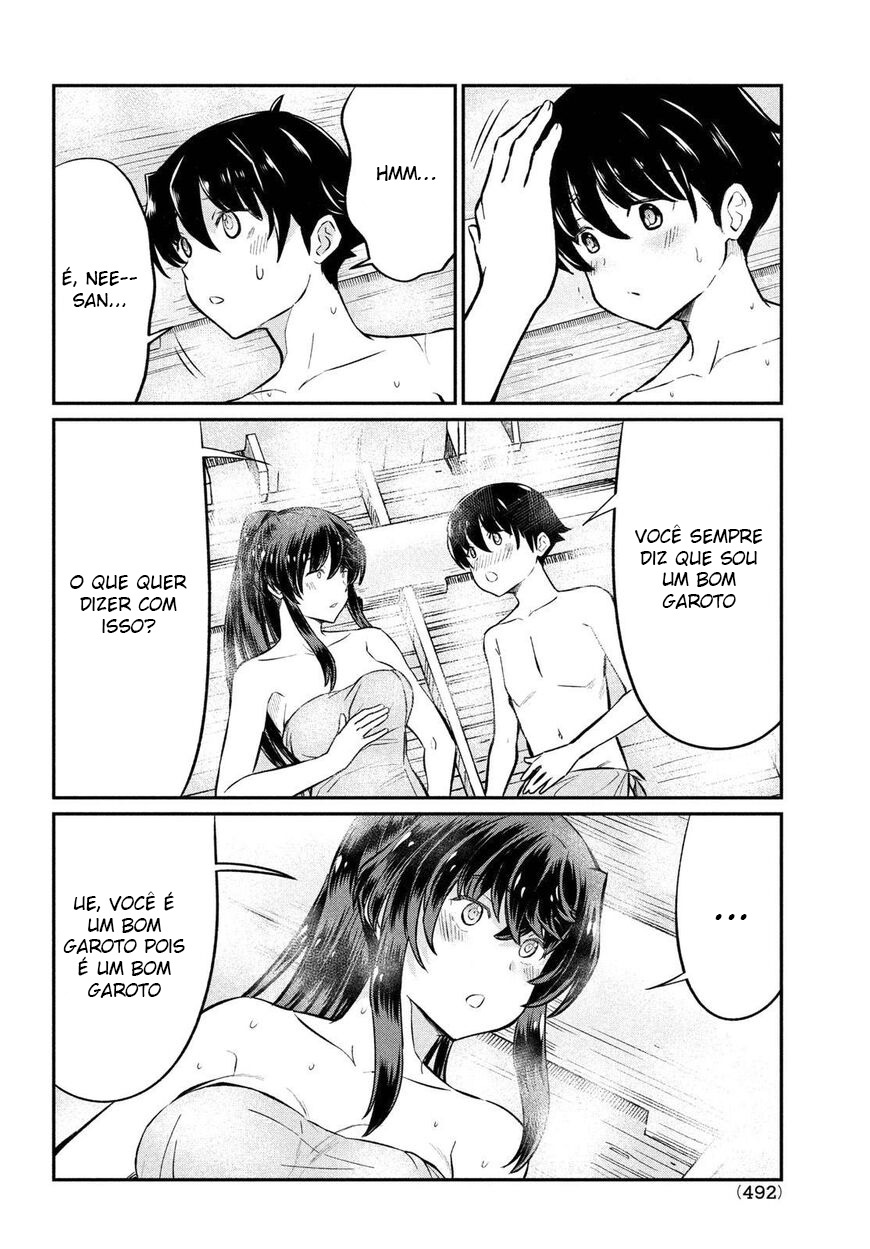 HMM...
É, NEE--
SAN...
VOCÊ SEMPRE
DIZ QUE SOU
UM BOM
GAROTO
O QUE QUER
DIZER COM
ISSO?
...
UE, VOCÊ É
UM BOM
GAROTO POIS
É UM BOM
GAROTO
(492)